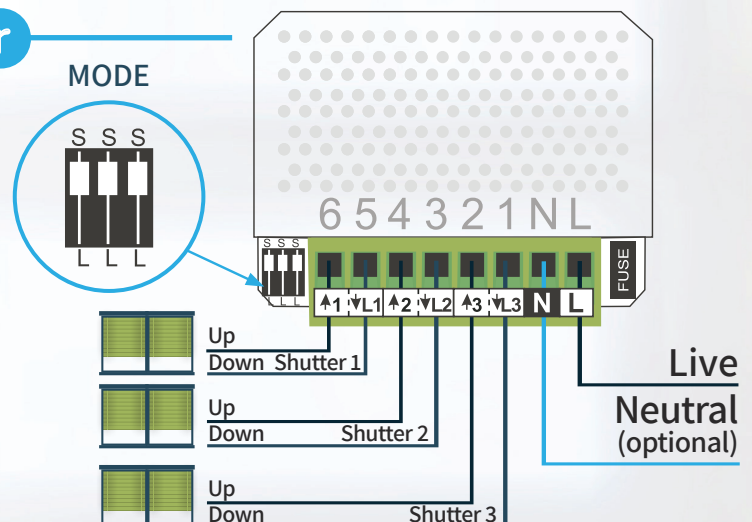 r
MODE
S S S
L L L
6 5 4 3 2 1 N L
S S S
L L L
FUSE
↑1 ↓L1 ↑2 ↓L2 ↑3 ↓L3 N L
Up
Down Shutter 1
Up
Down Shutter 2
Up
Down Shutter 3
Live
Neutral
(optional)